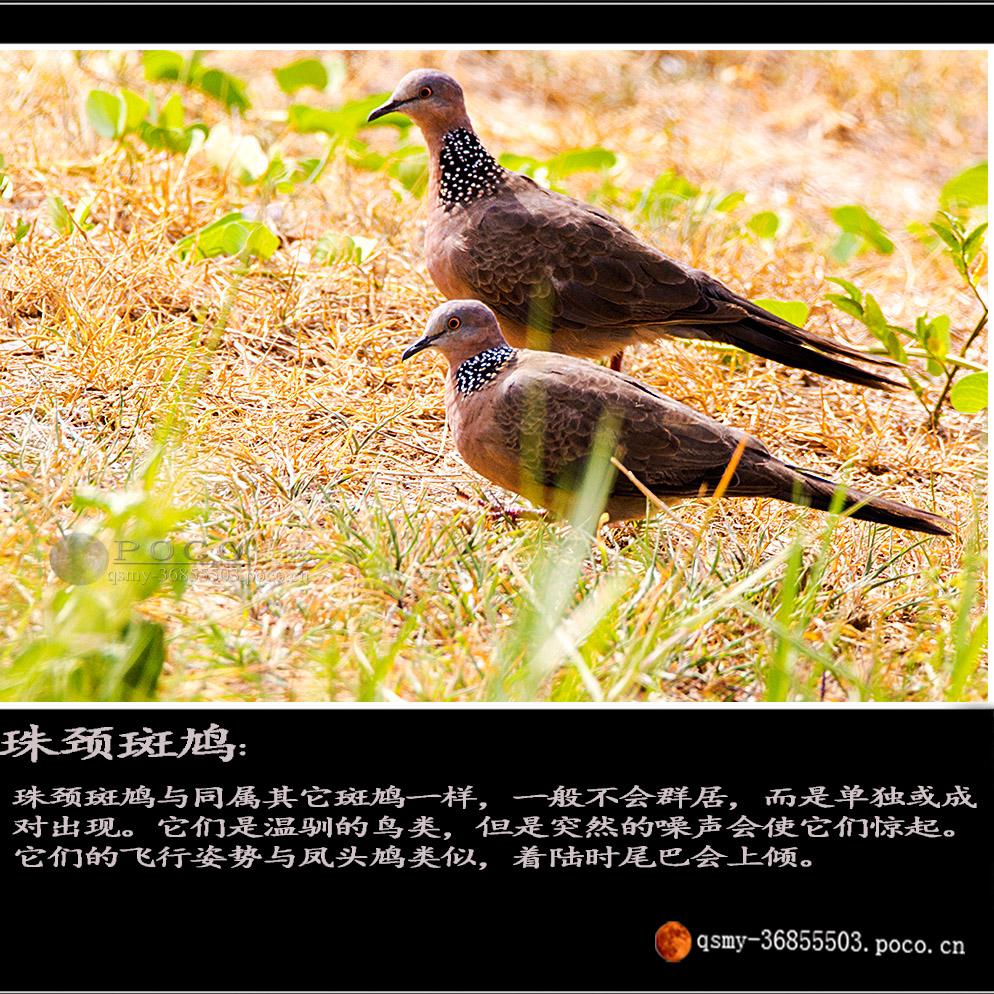 POCO
qsmy-36855503.poco.cn
珠颈斑鸠:
珠颈斑鸠与同属其它斑鸠一样，一般不会群居，而是单独或成
对出现。它们是温驯的鸟类，但是突然的噪声会使它们惊起。
它们的飞行姿势与凤头鸠类似，着陆时尾巴会上倾。
qsmy-36855503.poco.cn